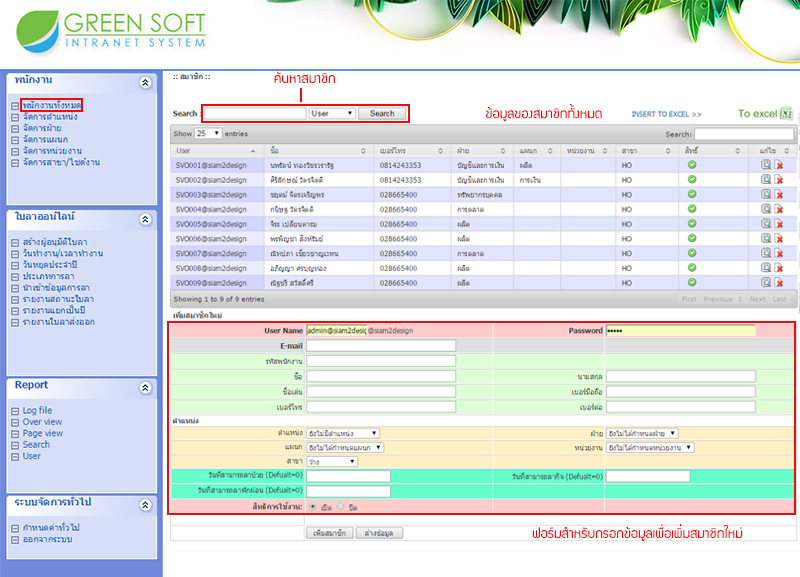 GREEN SOFT
INTRANET SYSTEM
พนักงาน
พนักงานทั้งหมด
จัดการตำแหน่ง
จัดการฝ่าย
จัดการแผนก
จัดการหน่วยงาน
จัดการสาขา/ไซต์งาน
ใบลาออนไลน์
สร้างผู้อนุมัติใบลา
วันทำงาน/เวลาทำงาน
วันหยุดประจำปี
ประเภทการลา
นำเข้าข้อมูลการลา
รายงานสถานะใบลา
รายงานแยกเป็นปี
รายงานใบลาส่งออก
Report
Log file
Over view
Page view
Search
User
ระบบจัดการทั่วไป
กำหนดค่าทั่วไป
ออกจากระบบ
:: สมาชิก ::
ค้นหาสมาชิก
Search : User Search
ข้อมูลของสมาชิกทั้งหมด
INSERT TO EXCEL >> To excel
Show 25 entries Search:
User ชื่อ เบอร์โทร ฝ่าย แผนก หน่วยงาน สาขา สิทธิ์ แก้ไข
SVO001@siam2design นพรัตน์ ทองวัชรวรารัฐ 0814243353 บัญชีและการเงิน ผลิต HO
SVO002@siam2design ศิริลักษณ์ วัตรจิตติ 0814243353 บัญชีและการเงิน การเงิน HO
SVO003@siam2design ชยุตม์ จิตรเจริญพร 028665400 ทรัพยากรบุคคล HO
SVO004@siam2design กนิษฐ วัตรจิตติ 028665400 การตลาด HO
SVO005@siam2design จิระ เปลี่ยนดารม 028665400 ผลิต HO
SVO006@siam2design พรพิญชา สิงห์รัมย์ 028665400 ผลิต HO
SVO007@siam2design ณิทปภา เชี่ยวชาญเวหน 028665400 การตลาด HO
SVO008@siam2design อภิญญา ศรบุญทอง 028665400 ผลิต HO
SVO009@siam2design ณัฐชริ สวัสดิ์ศรี 028665400 ผลิต HO
Showing 1 to 9 of 9 entries First Previous 1 Next Last
เพิ่มสมาชิกใหม่
User Name admin@siam2desig @siam2design Password •••••
E-mail
รหัสพนักงาน
ชื่อ นามสกุล
ชื่อเล่น เบอร์มือถือ
เบอร์โทร เบอร์ต่อ
ตำแหน่ง
ตำแหน่ง ยังไม่มีตำแหน่ง ฝ่าย ยังไม่ได้กำหนดฝ่าย
แผนก ยังไม่ได้กำหนดแผนก หน่วยงาน ยังไม่ได้กำหนดหน่วยงาน
สาขา ว่าง
วันที่สามารถลาป่วย (Defualt=0) วันที่สามารถลากิจ (Defualt=0)
วันที่สามารถลาพักผ่อน (Defualt=0)
สิทธิการใช้งาน: เปิด ปิด
เพิ่มสมาชิก ล้างข้อมูล
ฟอร์มสำหรับกรอกข้อมูลเพื่อเพิ่มสมาชิกใหม่